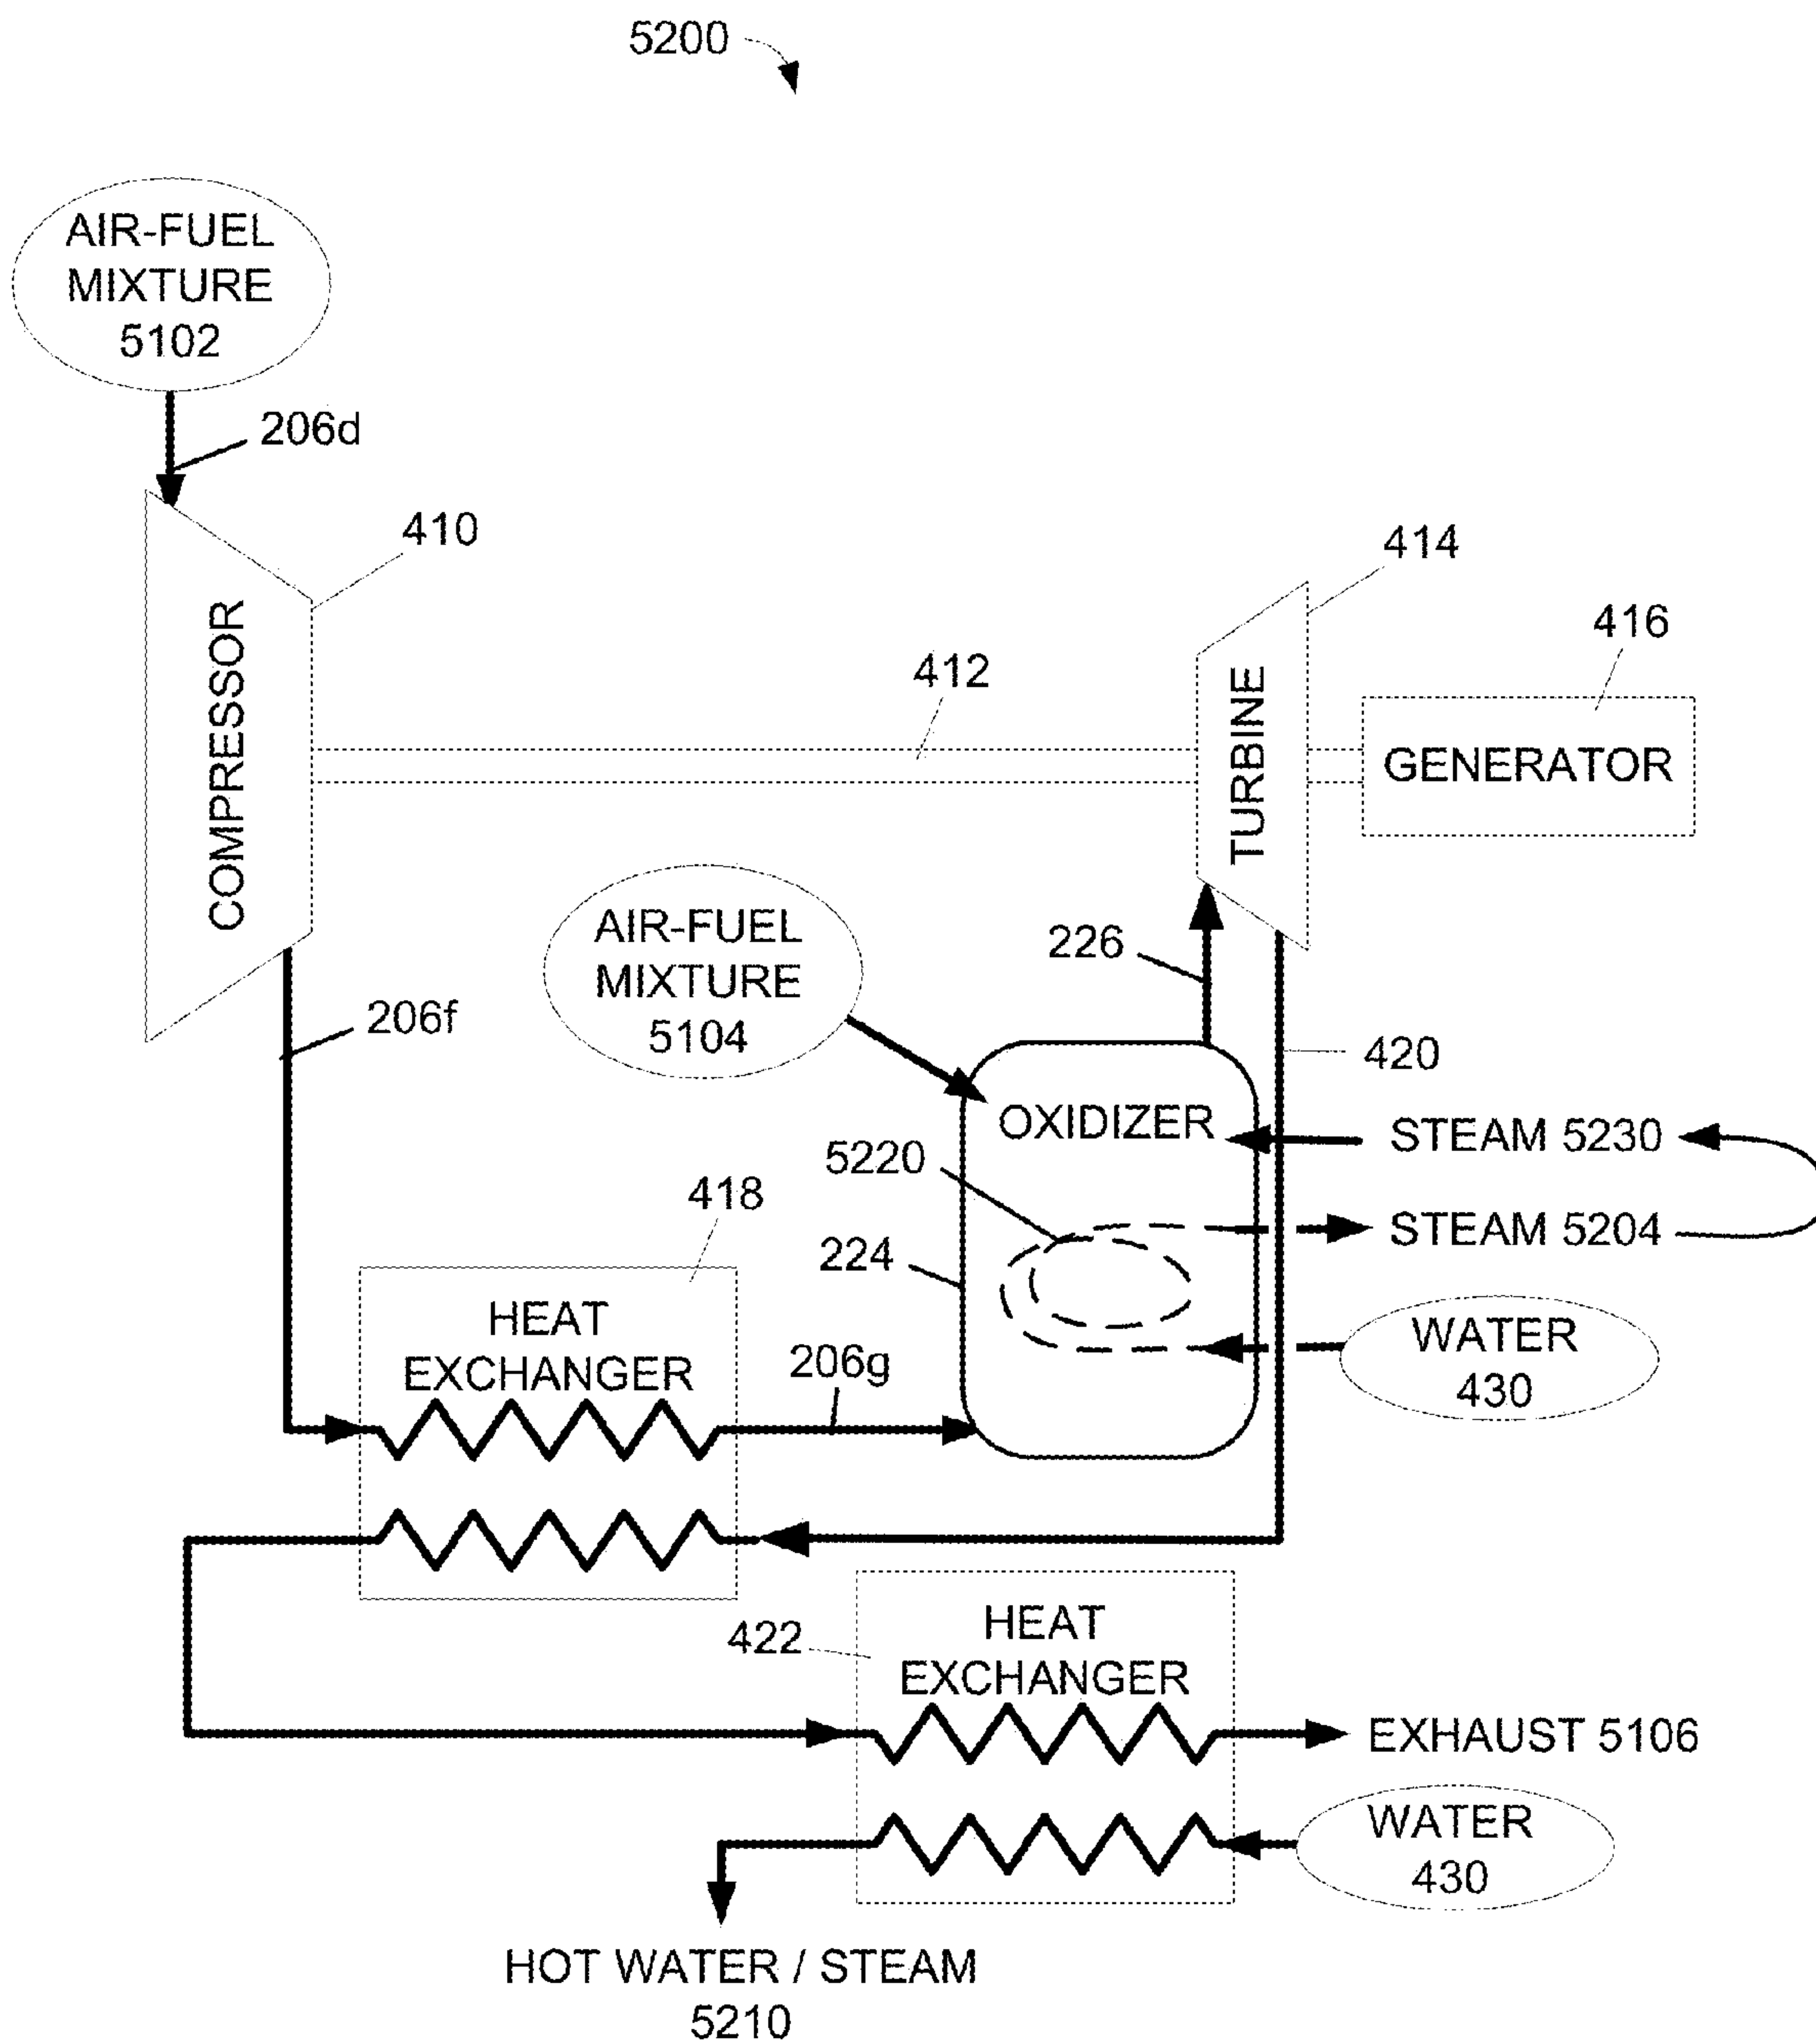 5200
AIR-FUEL
MIXTURE
5102
206d
410
COMPRESSOR
412
414
TURBINE
416
GENERATOR
206f
AIR-FUEL
MIXTURE
5104
226
420
OXIDIZER
STEAM 5230
5220
STEAM 5204
224
WATER
430
418
HEAT
EXCHANGER
206g
422
HEAT
EXCHANGER
EXHAUST 5106
WATER
430
HOT WATER / STEAM
5210